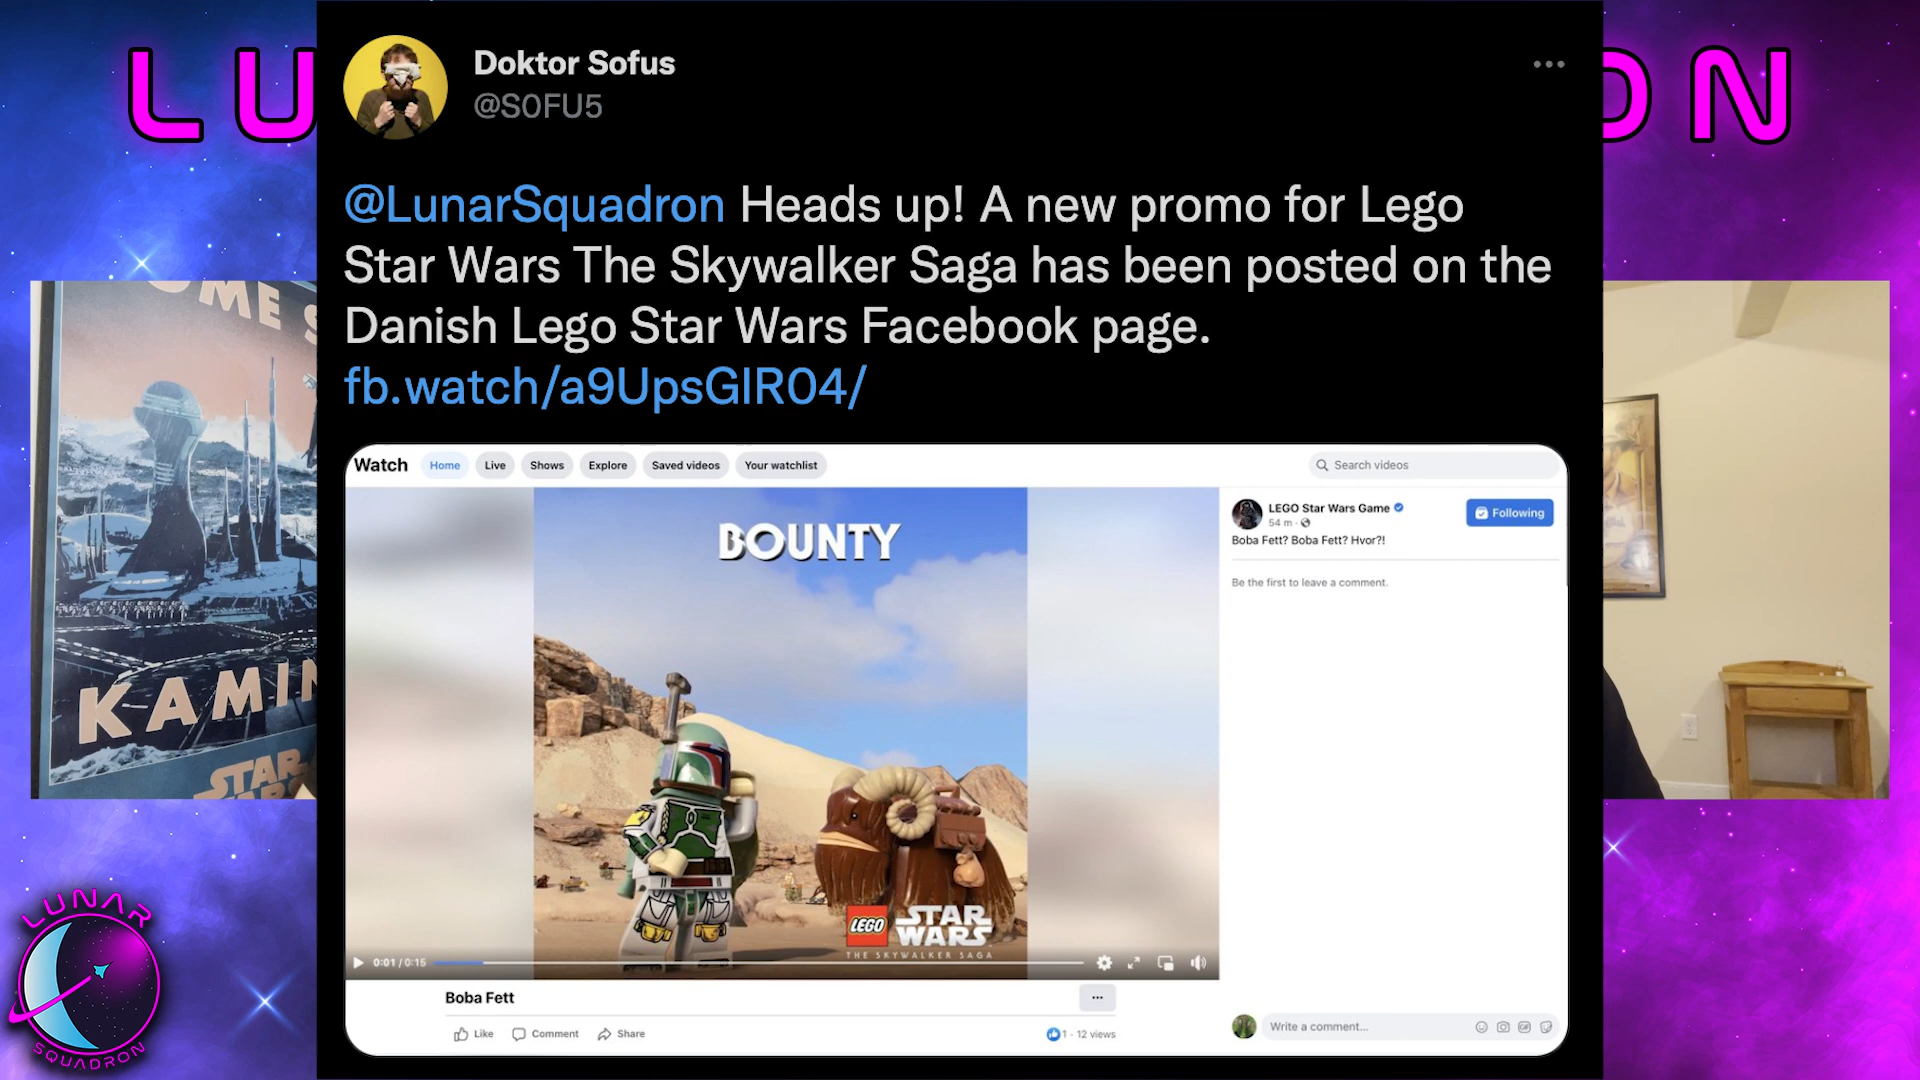 LU
ON
Doktor Sofus
@S0FU5
@LunarSquadron Heads up! A new promo for Lego
Star Wars The Skywalker Saga has been posted on the
Danish Lego Star Wars Facebook page.
fb.watch/a9UpsGIR04/
Watch
Home
Live
Shows
Explore
Saved videos
Your watchlist
Search videos
BOUNTY
LEGO Star Wars Game
54 m
Following
Boba Fett? Boba Fett? Hvor?!
Be the first to leave a comment.
LEGO
STAR
WARS
THE SKYWALKER SAGA
0:01 / 0:15
Boba Fett
Like
Comment
Share
1 · 12 views
Write a comment...
GIF
OME S
KAMIN
STAR
LUNAR
SQUADRON